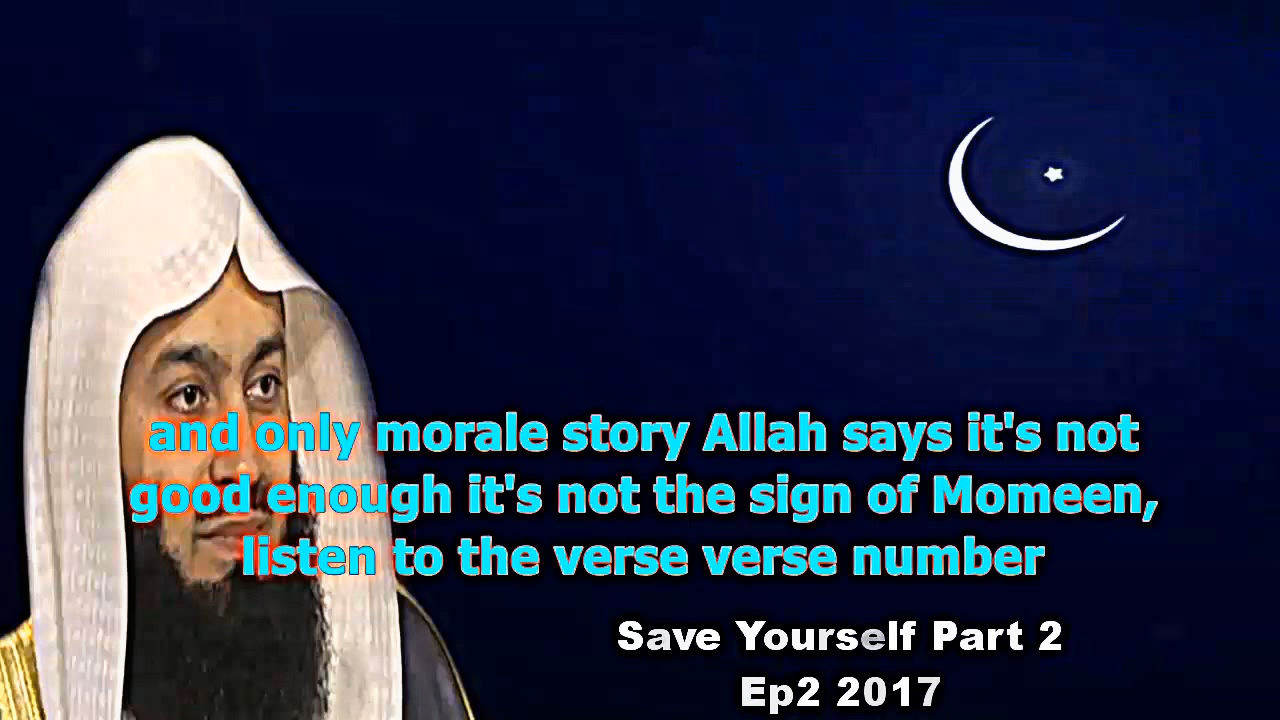 and only morale story Allah says it's not
good enough it's not the sign of Momeen,
listen to the verse verse number
Save Yourself Part 2
Ep2 2017